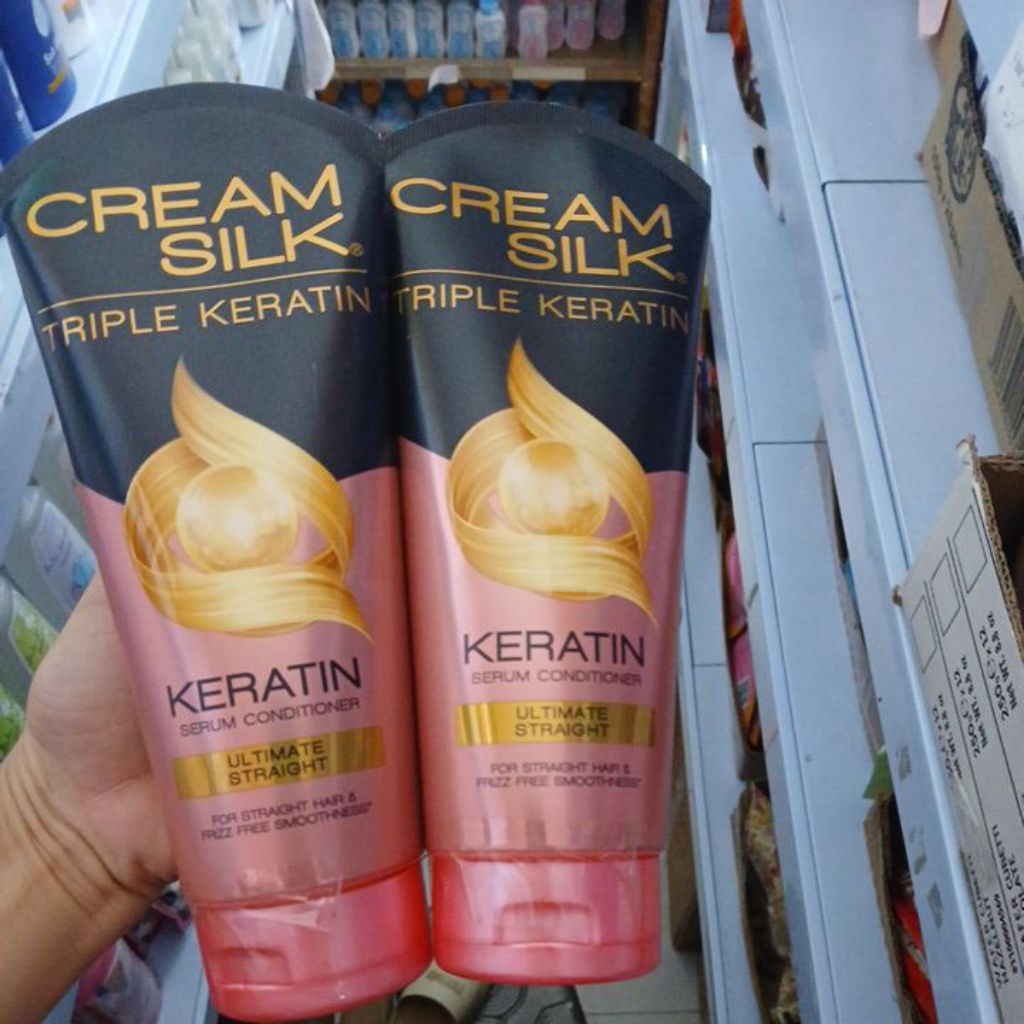 CREAM
SILK®
TRIPLE KERATIN
KERATIN
SERUM CONDITIONER
ULTIMATE
STRAIGHT
FOR STRAIGHT HAIR &
FRIZZ-FREE SMOOTHNESS*
CREAM
SILK®
TRIPLE KERATIN
KERATIN
SERUM CONDITIONER
ULTIMATE
STRAIGHT
FOR STRAIGHT HAIR &
FRIZZ-FREE SMOOTHNESS*